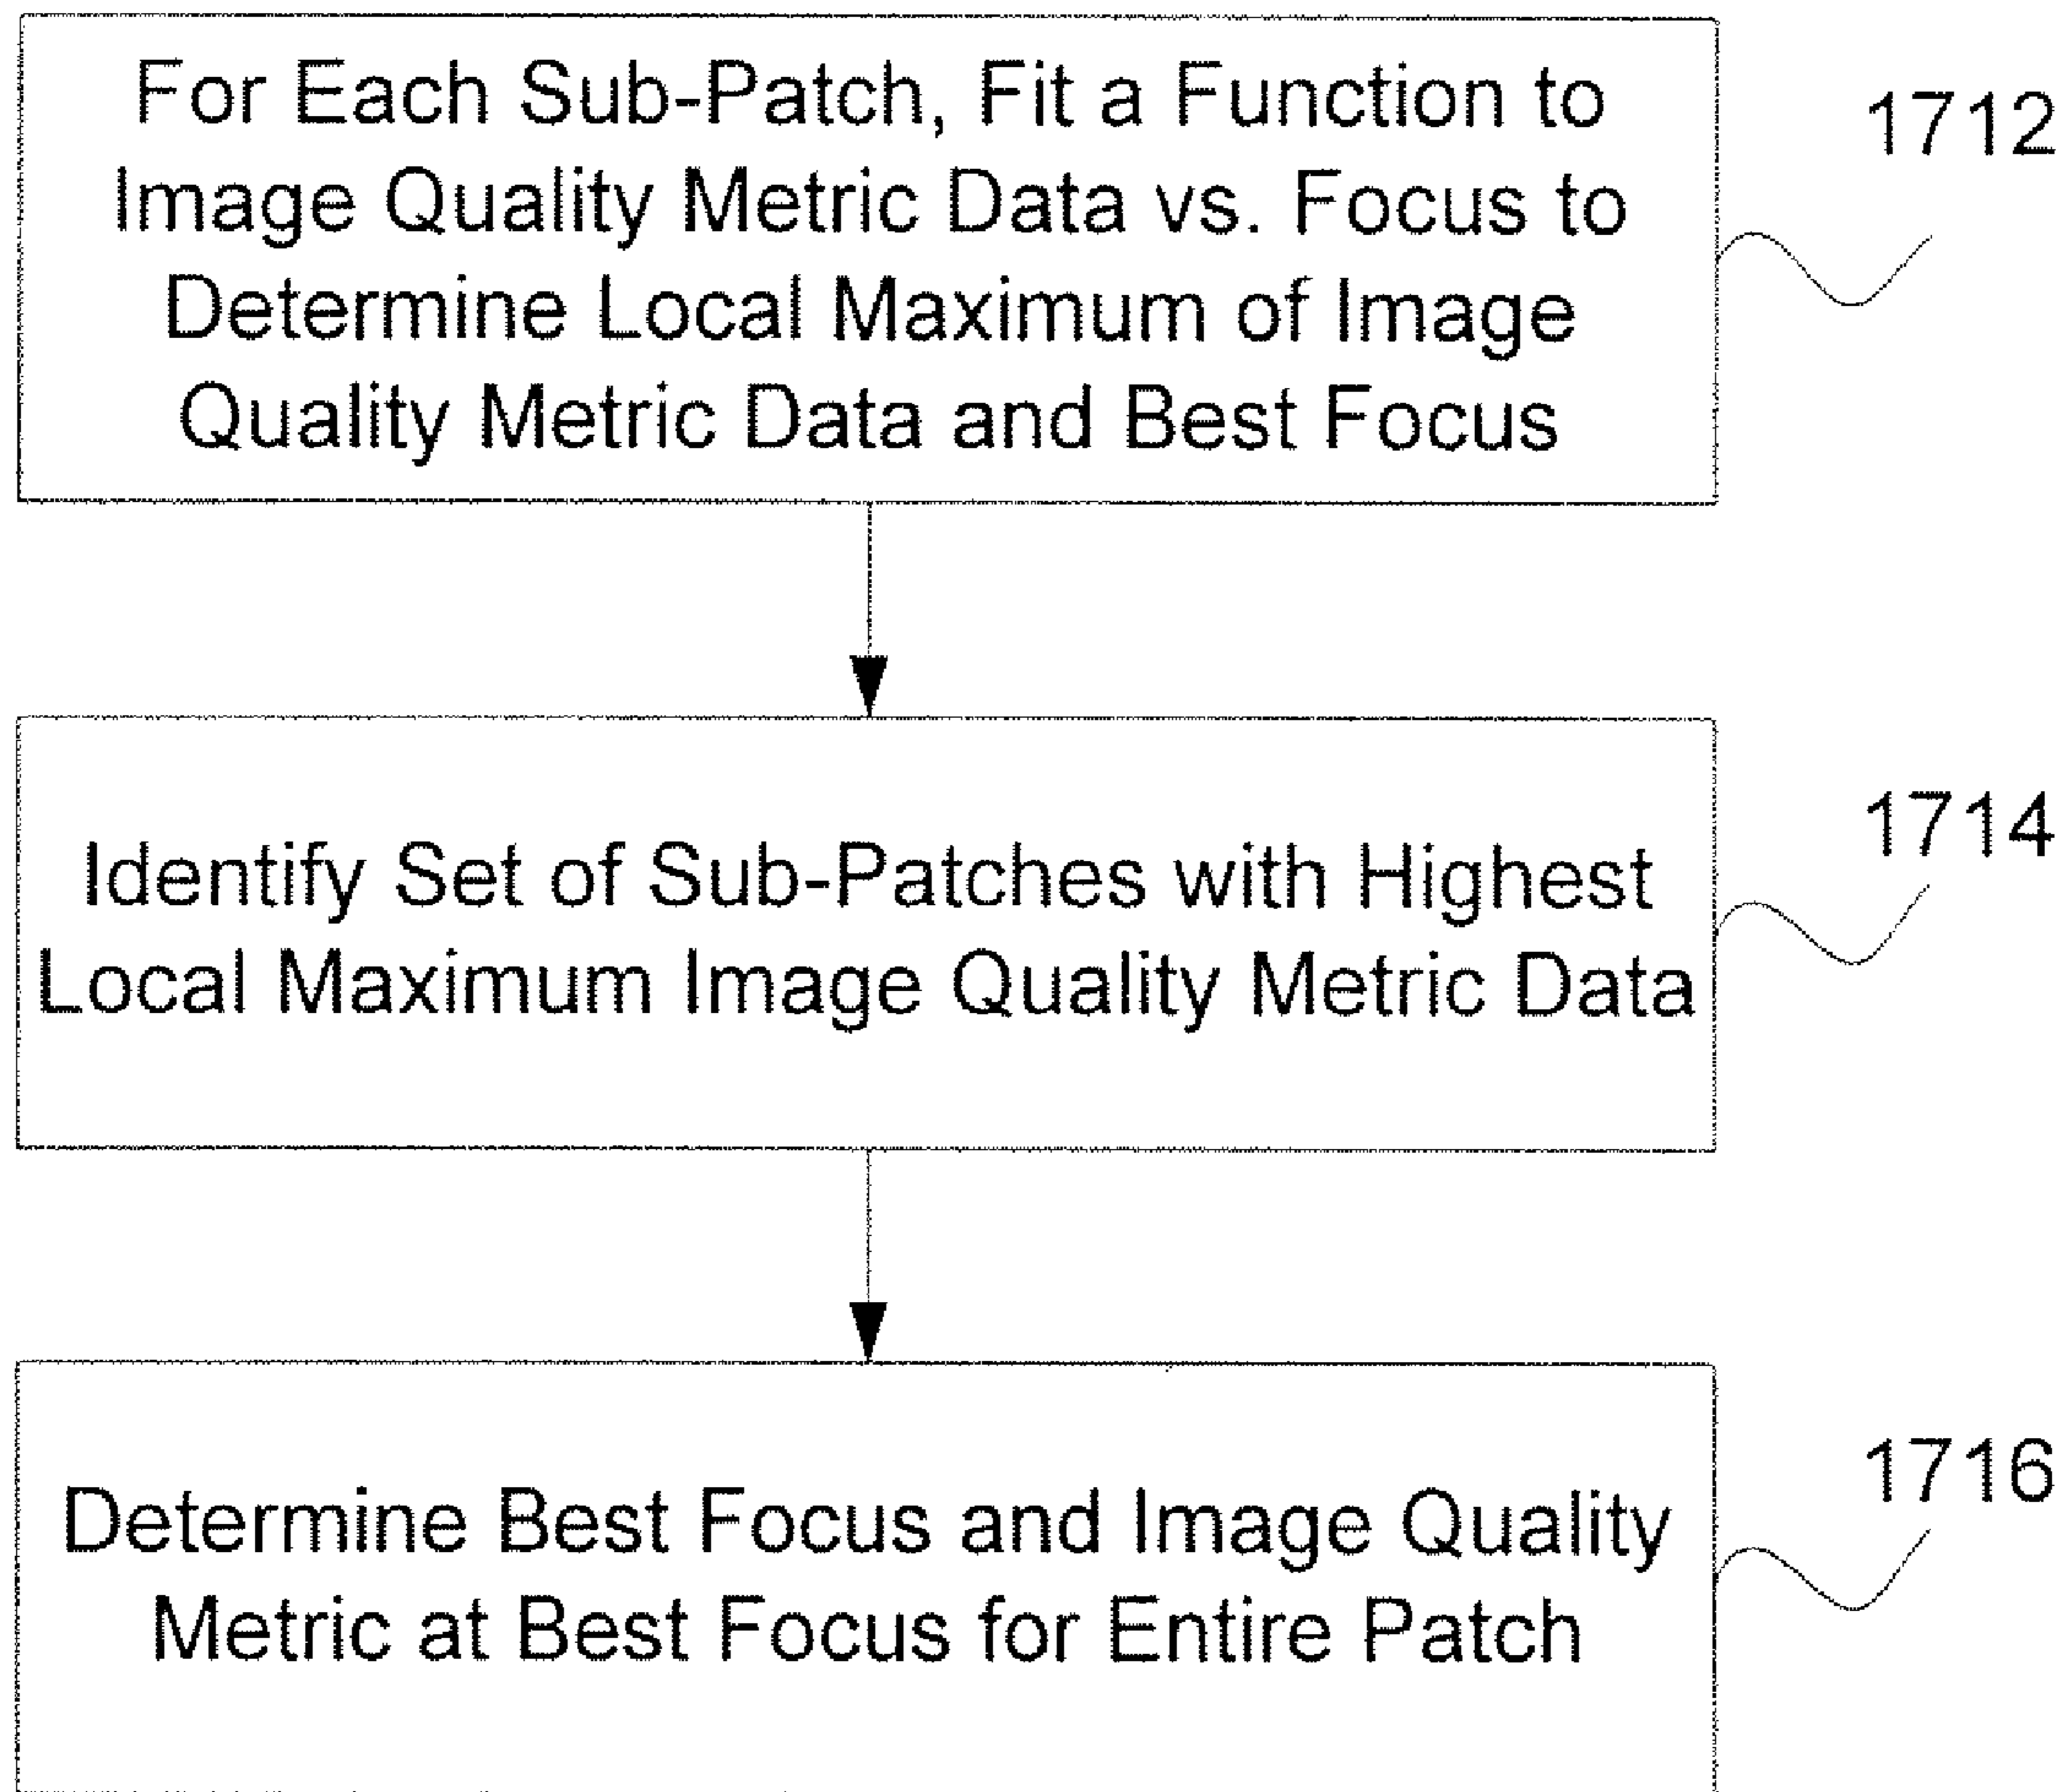 For Each Sub-Patch, Fit a Function to
Image Quality Metric Data vs. Focus to
Determine Local Maximum of Image
Quality Metric Data and Best Focus
1712
Identify Set of Sub-Patches with Highest
Local Maximum Image Quality Metric Data
1714
Determine Best Focus and Image Quality
Metric at Best Focus for Entire Patch
1716